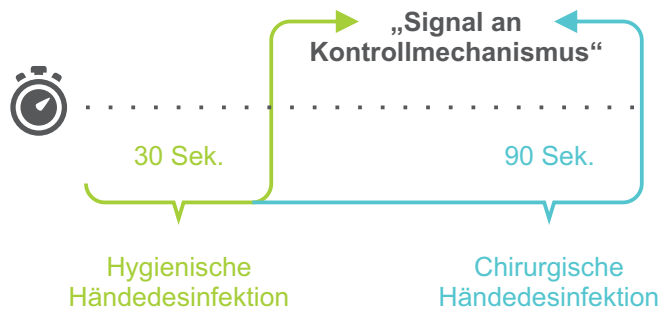 „Signal an
Kontrollmechanismus“
30 Sek.
90 Sek.
Hygienische
Händedesinfektion
Chirurgische
Händedesinfektion